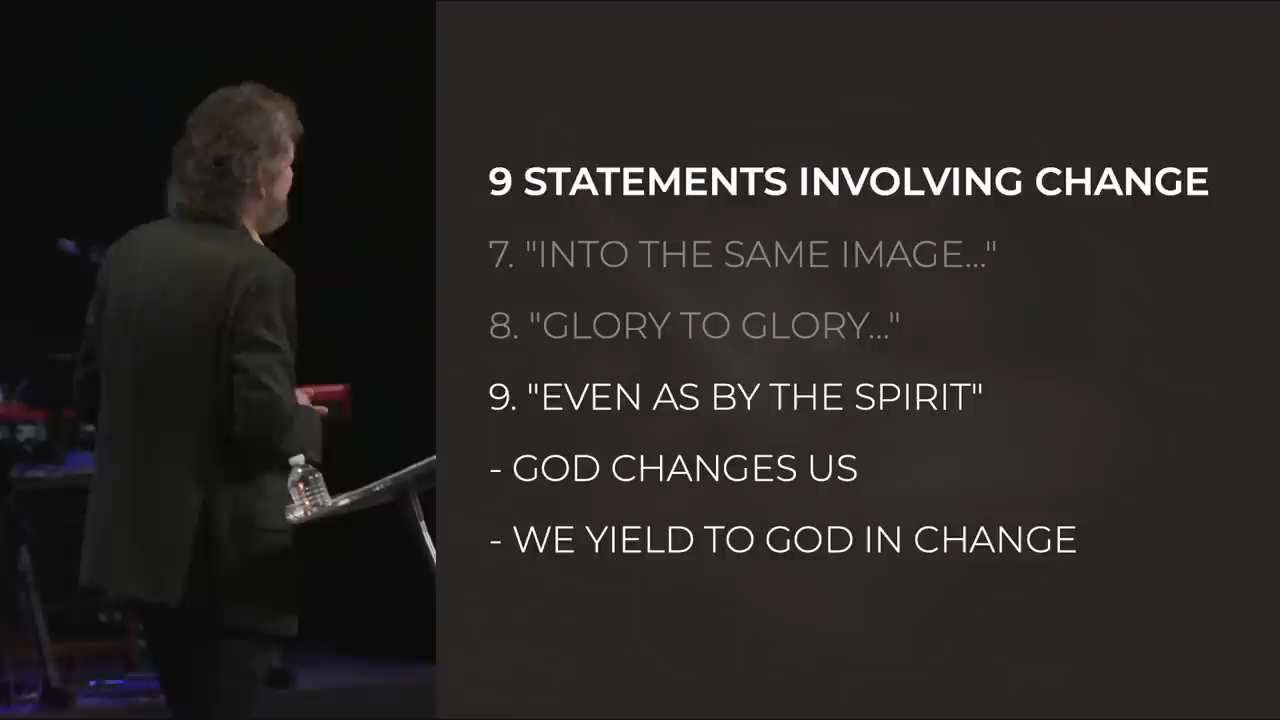 9 STATEMENTS INVOLVING CHANGE
7. "INTO THE SAME IMAGE..."
8. "GLORY TO GLORY..."
9. "EVEN AS BY THE SPIRIT"
- GOD CHANGES US
- WE YIELD TO GOD IN CHANGE